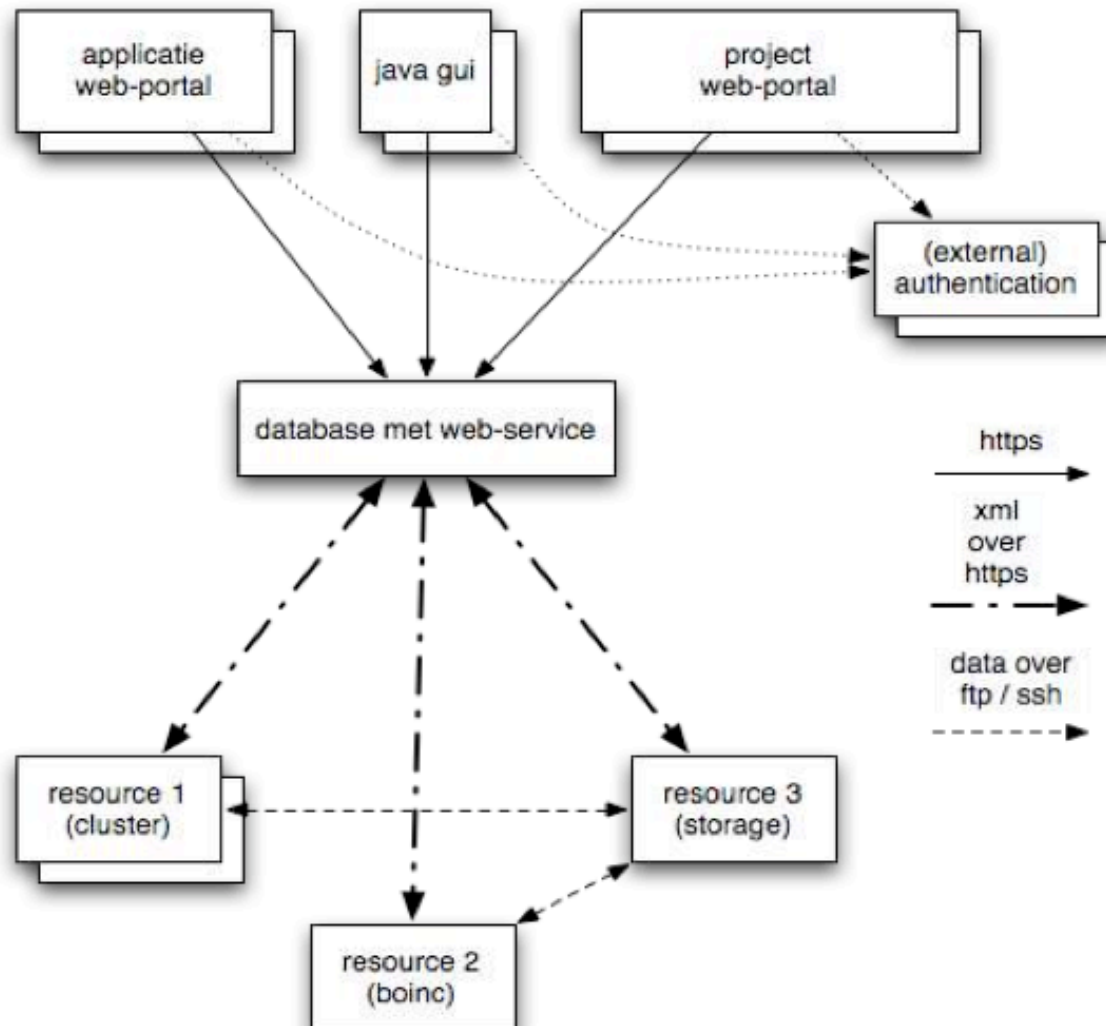 applicatie
web-portal
java gui
project
web-portal
(external)
authentication
database met web-service
https
xml
over
https
data over
ftp / ssh
resource 1
(cluster)
resource 3
(storage)
resource 2
(boinc)